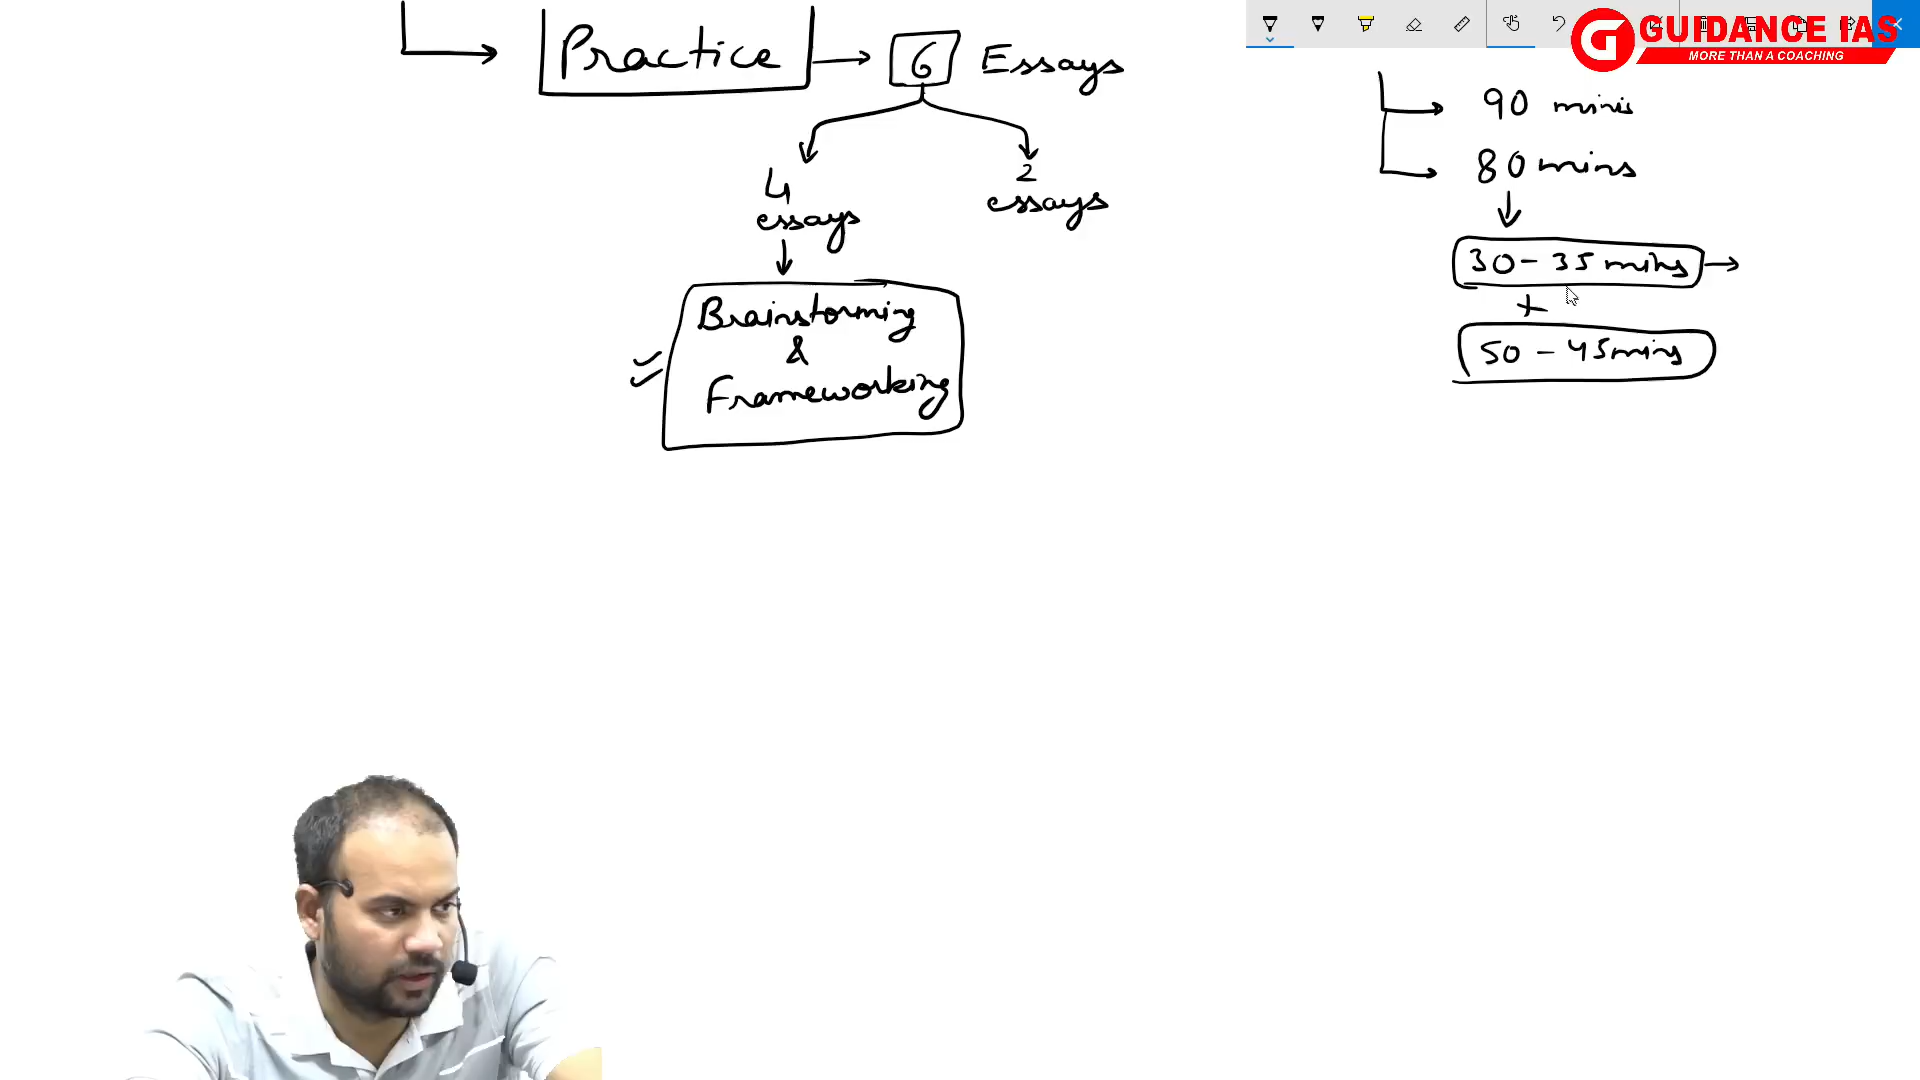 Practice
6 Essays
4
essays
2
essays
Brainstorming
&
Frameworking
GUIDANCE IAS
MORE THAN A COACHING
90 mins
80 mins
30 - 35 mins
+
50 - 45 mins